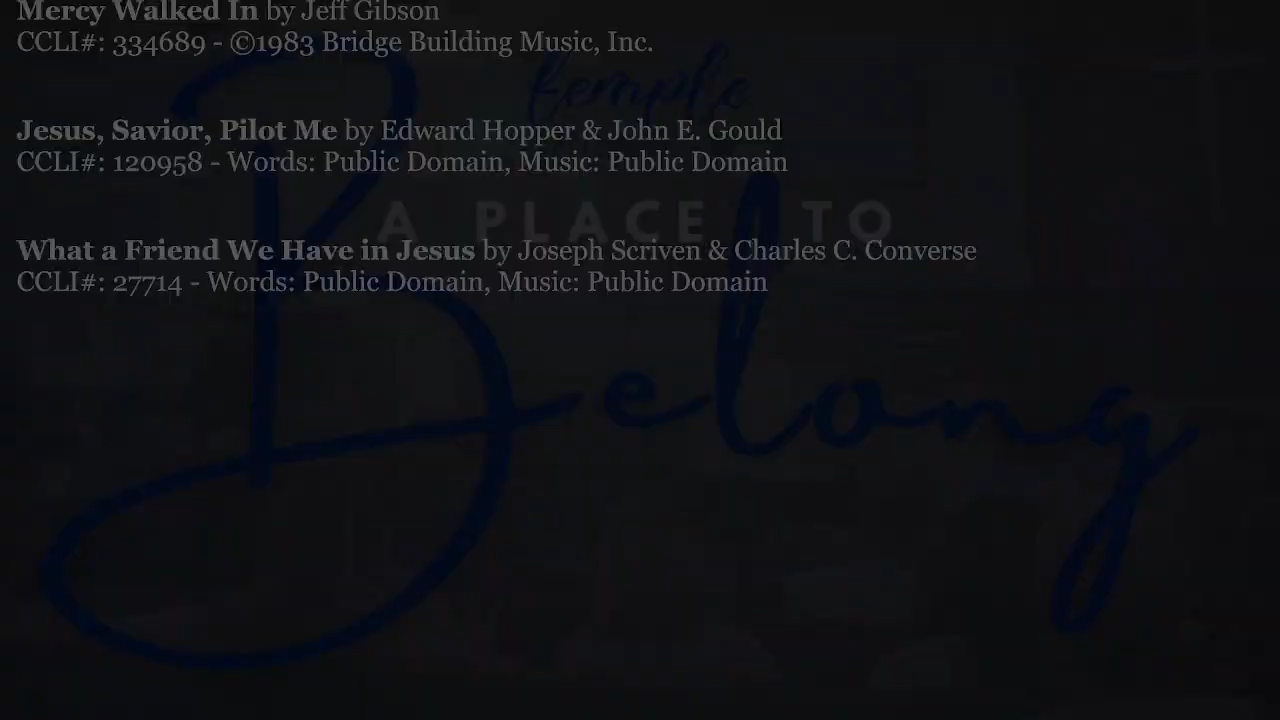 Mercy Walked In by Jeff Gibson
CCLI#: 334689 - ©1983 Bridge Building Music, Inc.
temple
Jesus, Savior, Pilot Me by Edward Hopper & John E. Gould
CCLI#: 120958 - Words: Public Domain, Music: Public Domain
A PLACE TO
What a Friend We Have in Jesus by Joseph Scriven & Charles C. Converse
CCLI#: 27714 - Words: Public Domain, Music: Public Domain
Belong